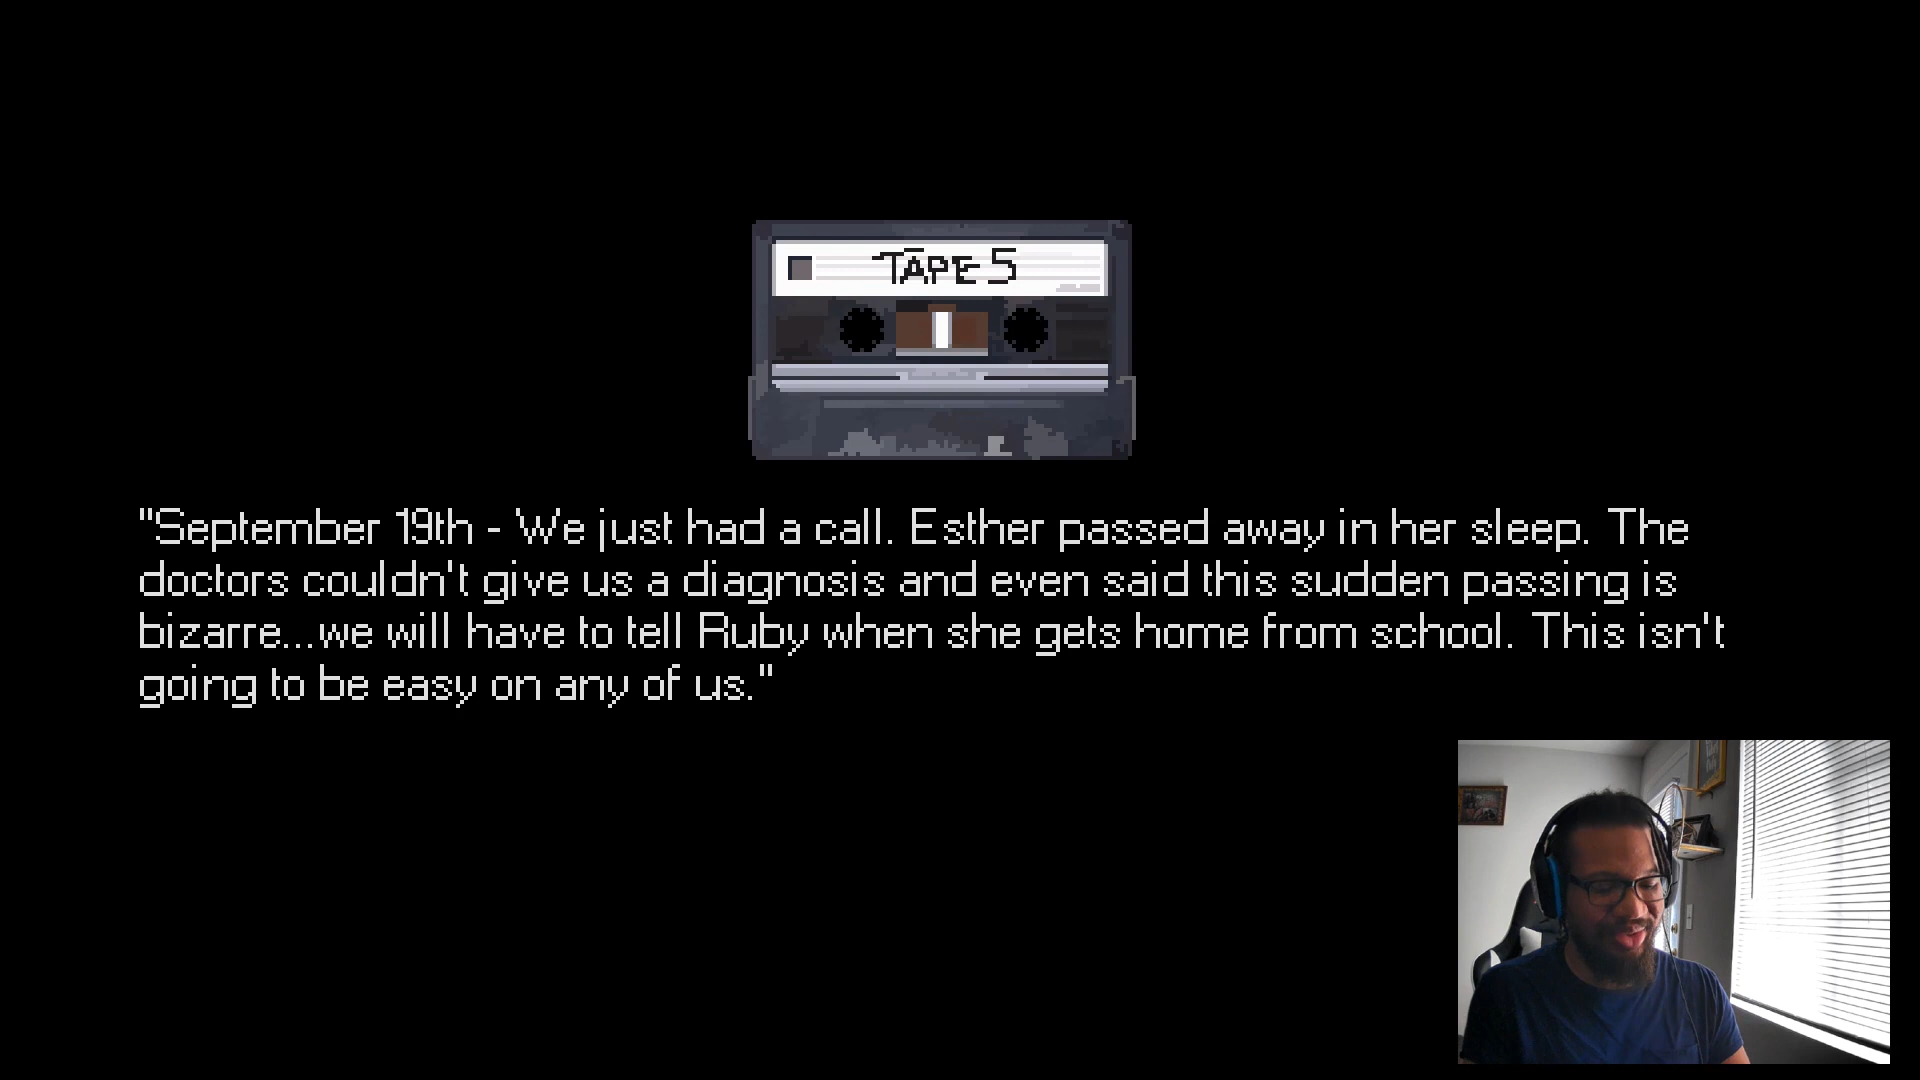 TAPE 5
"September 19th - We just had a call. Esther passed away in her sleep. The
doctors couldn't give us a diagnosis and even said this sudden passing is
bizarre...we will have to tell Ruby when she gets home from school. This isn't
going to be easy on any of us."